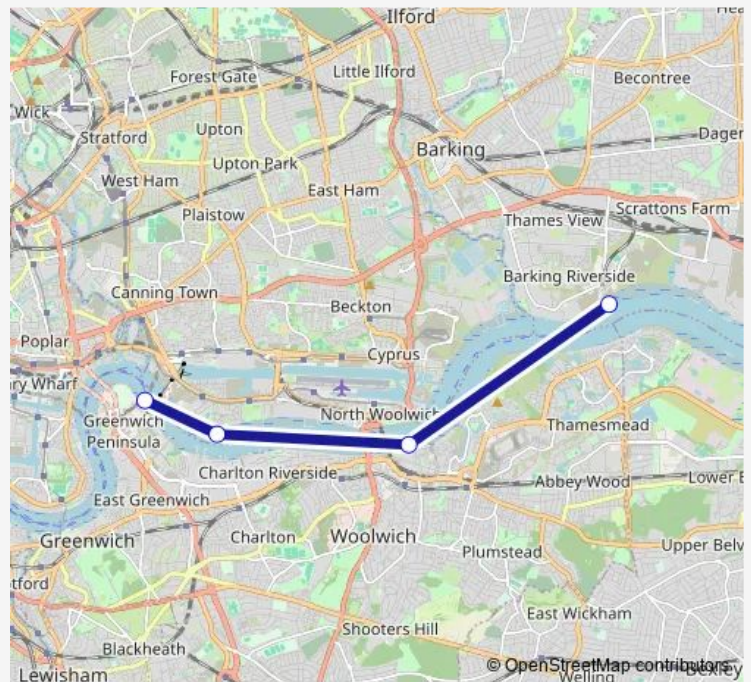 Ilford
Forest Gate
Little Ilford
Becontree
Wick
Stratford
Upton
Barking
Upton Park
West Ham
East Ham
Plaistow
Scrattons Farm
Thames View
Barking Riverside
Canning Town
Beckton
Poplar
Cyprus
ry Wharf
North Woolwich
Greenwich
Peninsula
Thamesmead
Charlton Riverside
Abbey Wood
East Greenwich
Greenwich
Charlton
Woolwich
Plumstead
Upper Belv
tford
East Wickham
Shooters Hill
Blackheath
© OpenStreetMap contributors.
Lewisham
Welling
Bexley